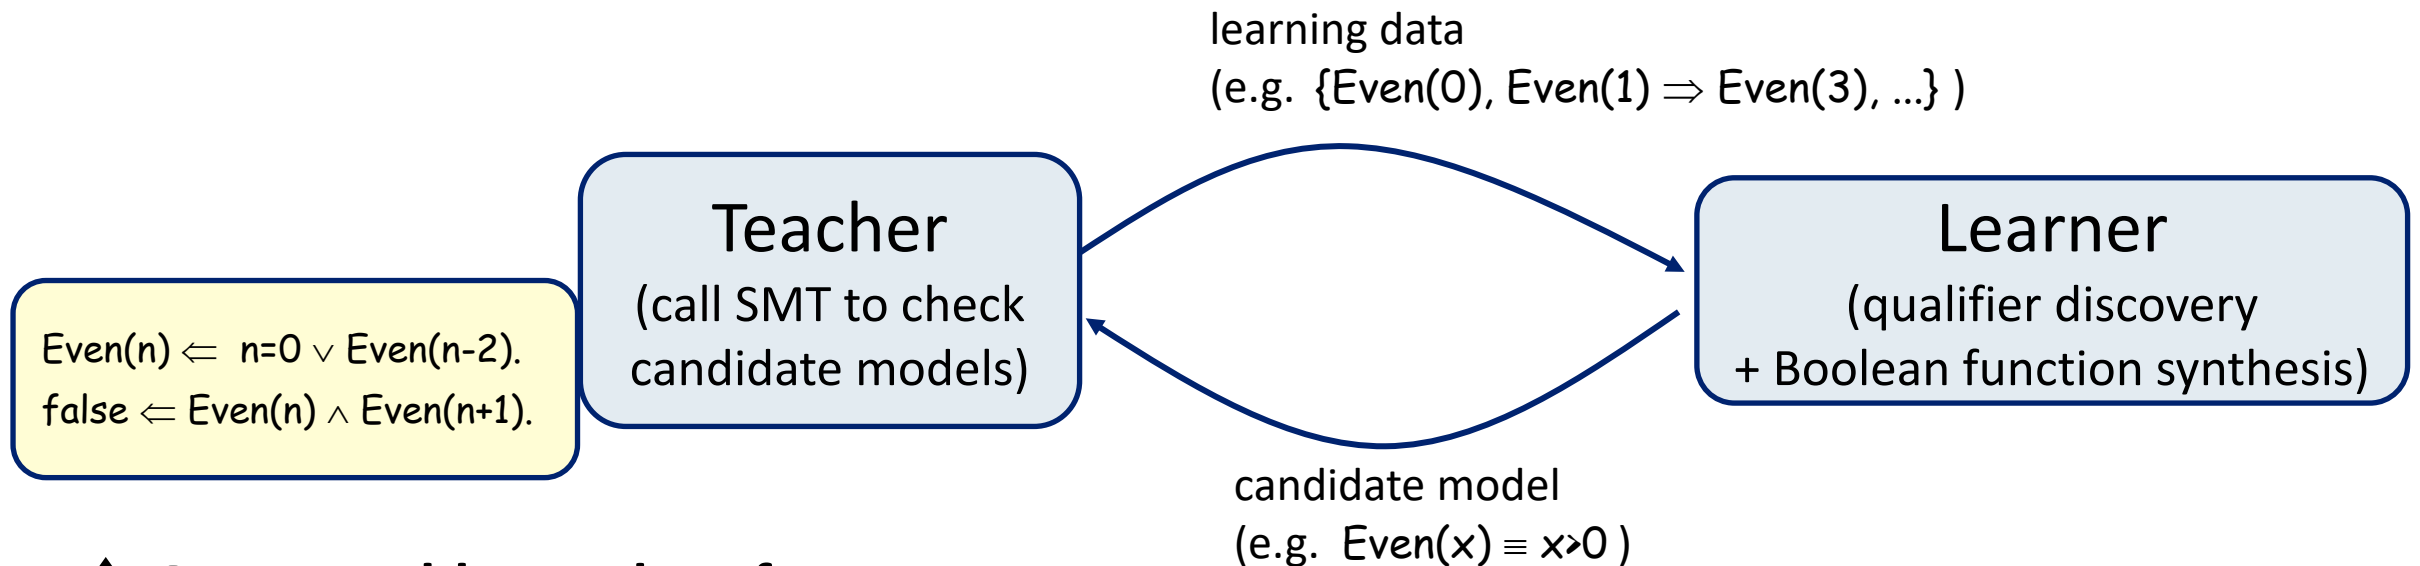 learning data
(e.g. {Even(0), Even(1) ⇒ Even(3), ...} )
Teacher
(call SMT to check
candidate models)
Learner
(qualifier discovery
+ Boolean function synthesis)
Even(n) ⇐ n=0 ∨ Even(n-2).
false ⇐ Even(n) ∧ Even(n+1).
candidate model
(e.g. Even(x) ≡ x>0 )